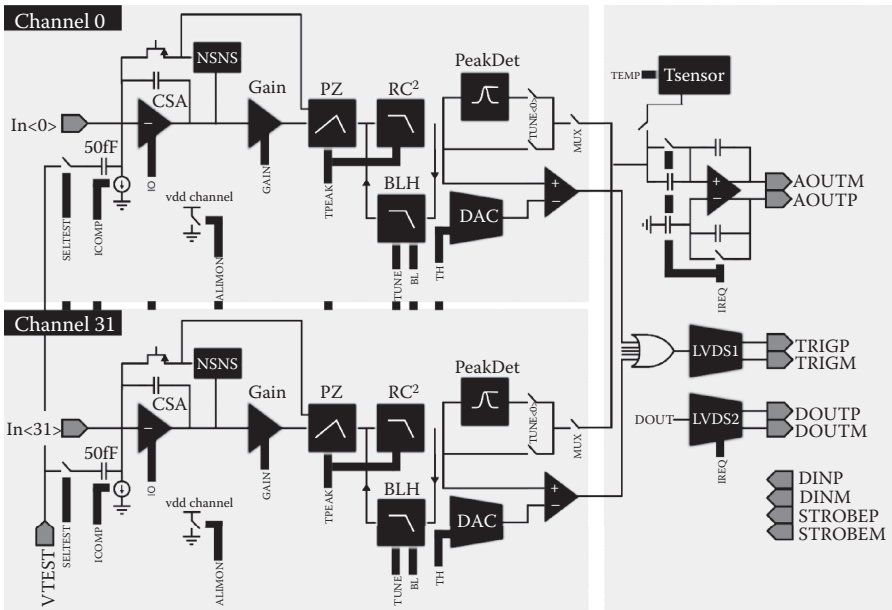 Channel 0
NSNS
CSA
In<0>
50fF
Gain
PZ
RC²
PeakDet
TUNE<0>
MUX
BLH
DAC
vdd channel
SELTEST
ICOMP
IO
ALIMON
GAIN
TPEAK
TUNE
BL
TH
Channel 31
NSNS
CSA
In<31>
50fF
Gain
PZ
RC²
PeakDet
TUNE<0>
MUX
BLH
DAC
vdd channel
SELTEST
ICOMP
IO
ALIMON
GAIN
TPEAK
TUNE
BL
TH
VTEST
TEMP
Tsensor
AOUTM
AOUTP
IREQ
LVDS1
TRIGP
TRIGM
DOUT
LVDS2
DOUTP
DOUTM
IREQ
DINP
DINM
STROBEP
STROBEM